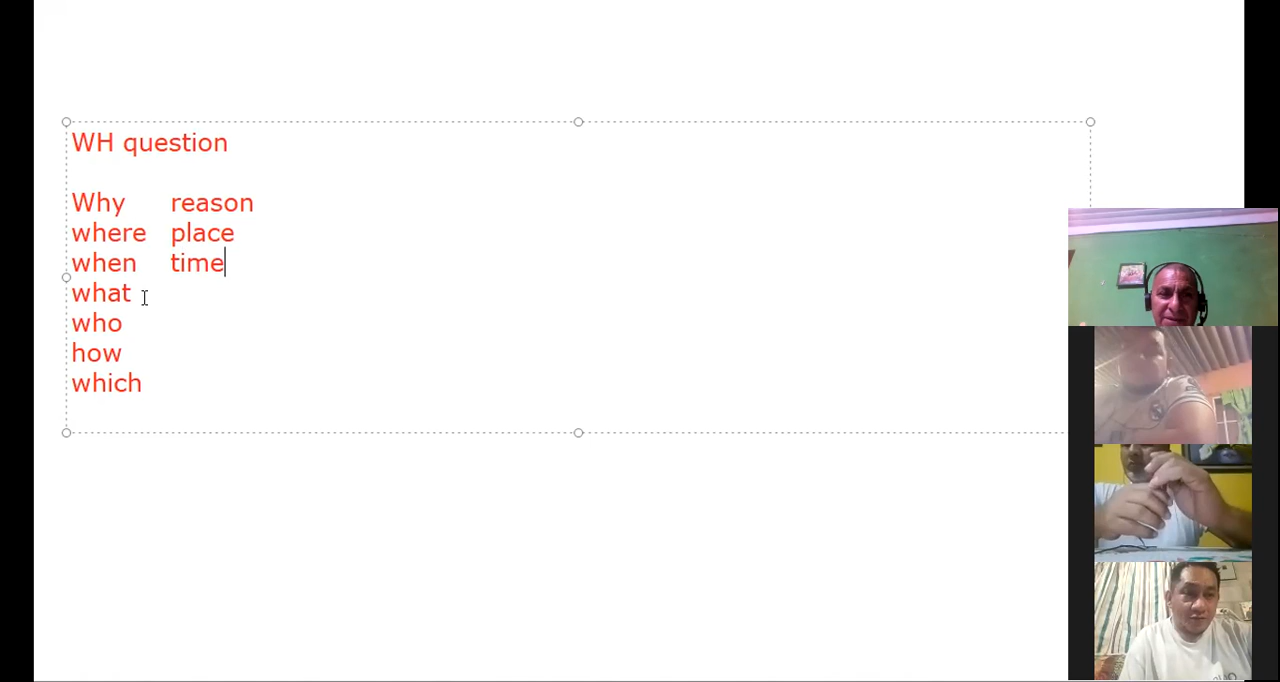 WH question
Why reason
where place
when time
what
who
how
which